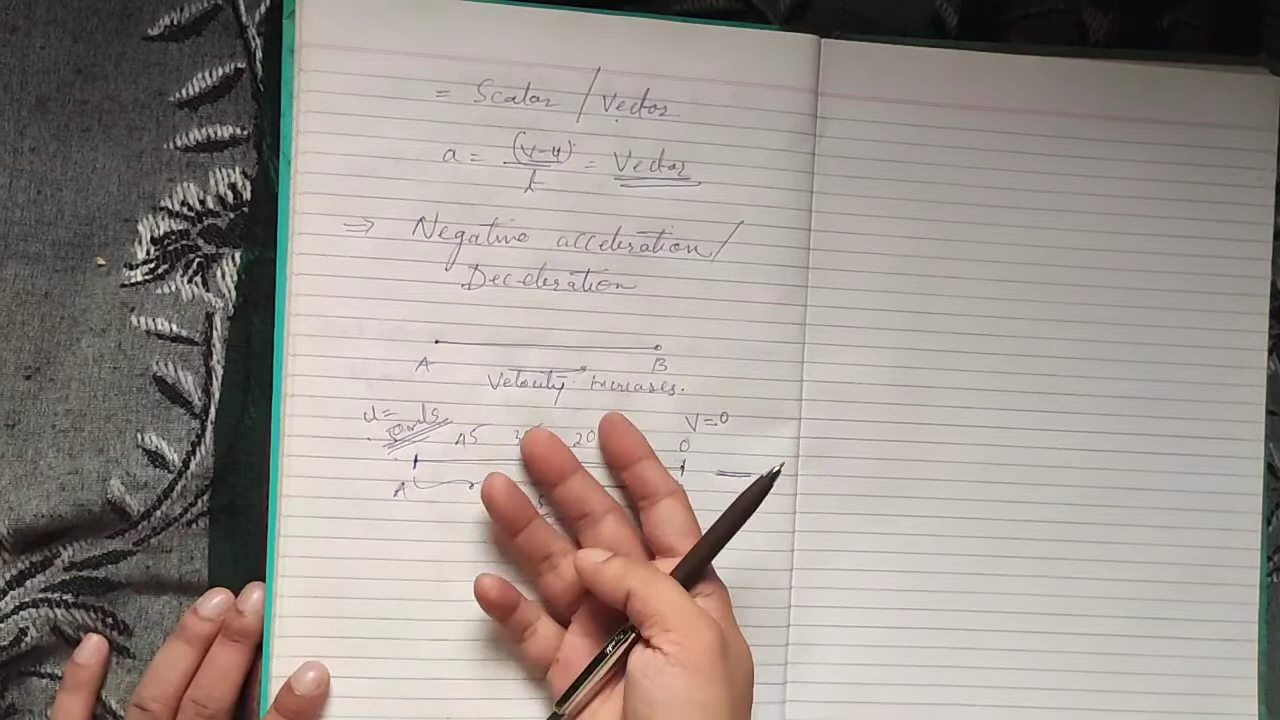 = Scalar / Vector
a = (v-u) / t = Vector
⇒ Negative acceleration /
Deceleration
A B
Velocity increases.
u= V=0
45 20 0
A